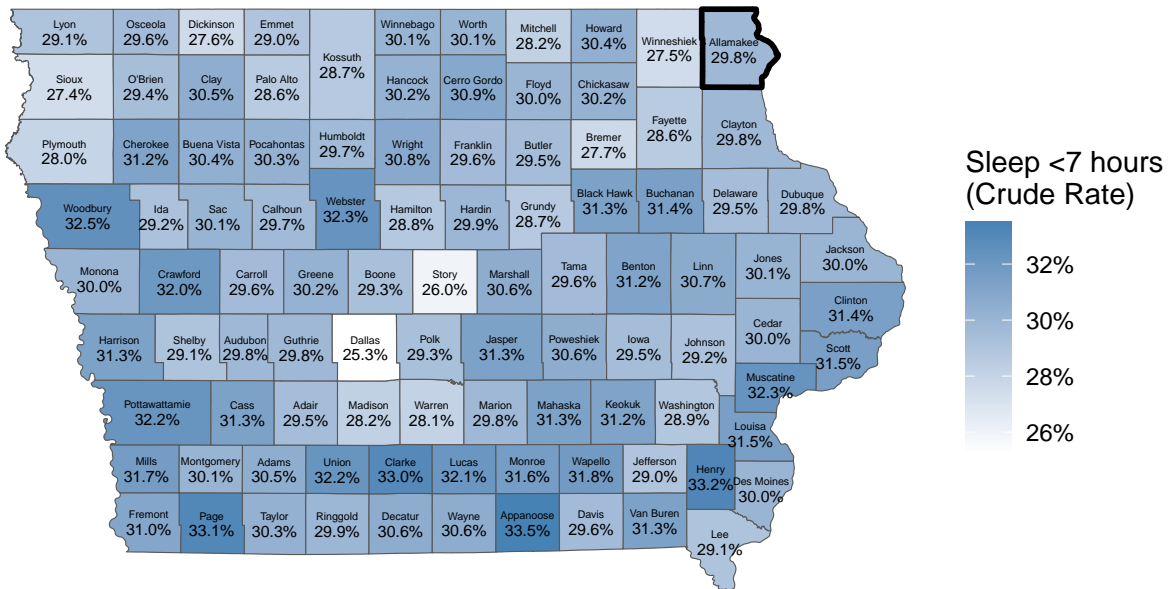 Lyon
29.1%
Osceola
29.6%
Dickinson
27.6%
Emmet
29.0%
Kossuth
28.7%
Winnebago
30.1%
Worth
30.1%
Mitchell
28.2%
Howard
30.4%
Winneshiek
27.5%
Allamakee
29.8%
Sioux
27.4%
O'Brien
29.4%
Clay
30.5%
Palo Alto
28.6%
Hancock
30.2%
Cerro Gordo
30.9%
Floyd
30.0%
Chickasaw
30.2%
Fayette
28.6%
Clayton
29.8%
Plymouth
28.0%
Cherokee
31.2%
Buena Vista
30.4%
Pocahontas
30.3%
Humboldt
29.7%
Wright
30.8%
Franklin
29.6%
Butler
29.5%
Bremer
27.7%
Woodbury
32.5%
Ida
29.2%
Sac
30.1%
Calhoun
29.7%
Webster
32.3%
Hamilton
28.8%
Hardin
29.9%
Grundy
28.7%
Black Hawk
31.3%
Buchanan
31.4%
Delaware
29.5%
Dubuque
29.8%
Monona
30.0%
Crawford
32.0%
Carroll
29.6%
Greene
30.2%
Boone
29.3%
Story
26.0%
Marshall
30.6%
Tama
29.6%
Benton
31.2%
Linn
30.7%
Jones
30.1%
Jackson
30.0%
Clinton
31.4%
Harrison
31.3%
Shelby
29.1%
Audubon
29.8%
Guthrie
29.8%
Dallas
25.3%
Polk
29.3%
Jasper
31.3%
Poweshiek
30.6%
Iowa
29.5%
Johnson
29.2%
Cedar
30.0%
Scott
31.5%
Muscatine
32.3%
Pottawattamie
32.2%
Cass
31.3%
Adair
29.5%
Madison
28.2%
Warren
28.1%
Marion
29.8%
Mahaska
31.3%
Keokuk
31.2%
Washington
28.9%
Louisa
31.5%
Mills
31.7%
Montgomery
30.1%
Adams
30.5%
Union
32.2%
Clarke
33.0%
Lucas
32.1%
Monroe
31.6%
Wapello
31.8%
Jefferson
29.0%
Henry
33.2%
Des Moines
30.0%
Fremont
31.0%
Page
33.1%
Taylor
30.3%
Ringgold
29.9%
Decatur
30.6%
Wayne
30.6%
Appanoose
33.5%
Davis
29.6%
Van Buren
31.3%
Lee
29.1%
Sleep <7 hours
(Crude Rate)
32%
30%
28%
26%